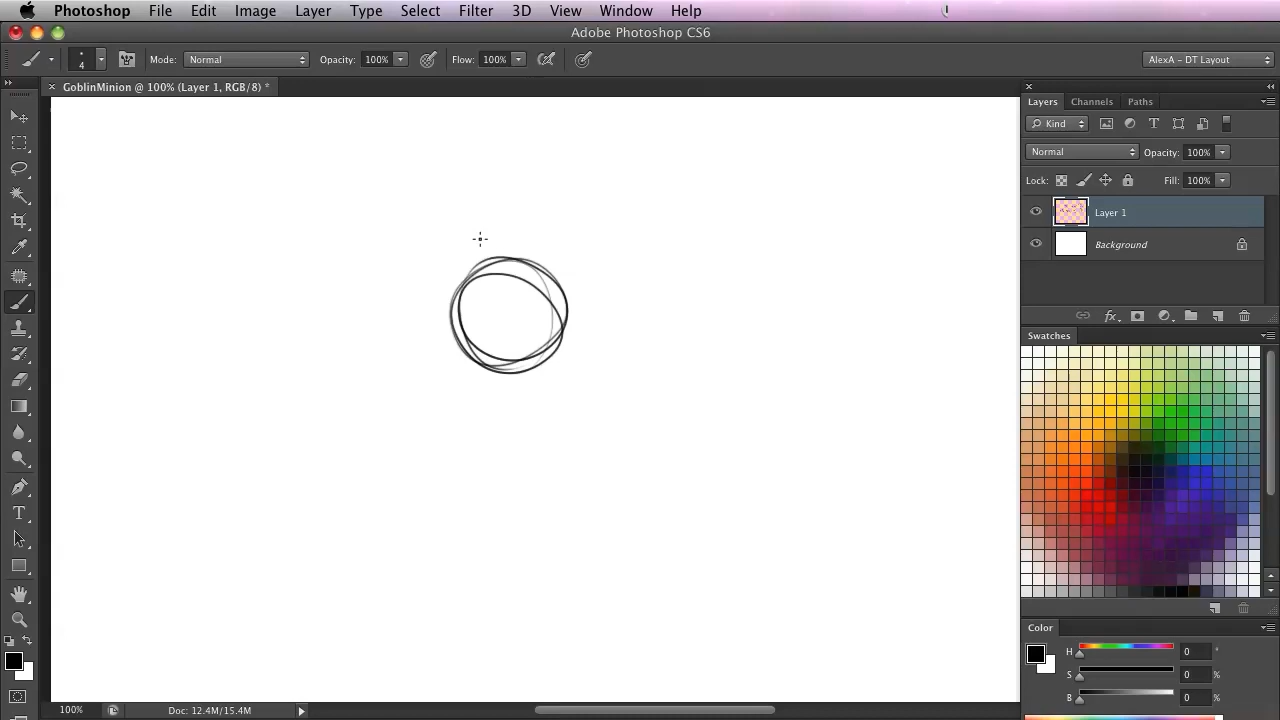 Photoshop File Edit Image Layer Type Select Filter 3D View Window Help
Adobe Photoshop CS6
4 Mode: Normal Opacity: 100% Flow: 100% AlexA - DT Layout
× GoblinMinion @ 100% (Layer 1, RGB/8) *
Layers Channels Paths
Kind
Normal Opacity: 100%
Lock: Fill: 100%
Layer 1
Background
fx
Swatches
Color
H 0 °
S 0 %
B 0 %
100% Doc: 12.4M/15.4M